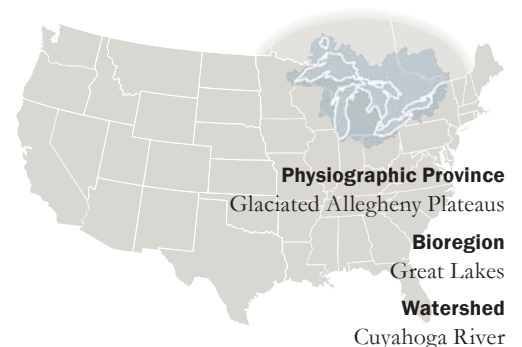 Physiographic Province
Glaciated Allegheny Plateaus
Bioregion
Great Lakes
Watershed
Cuyahoga River